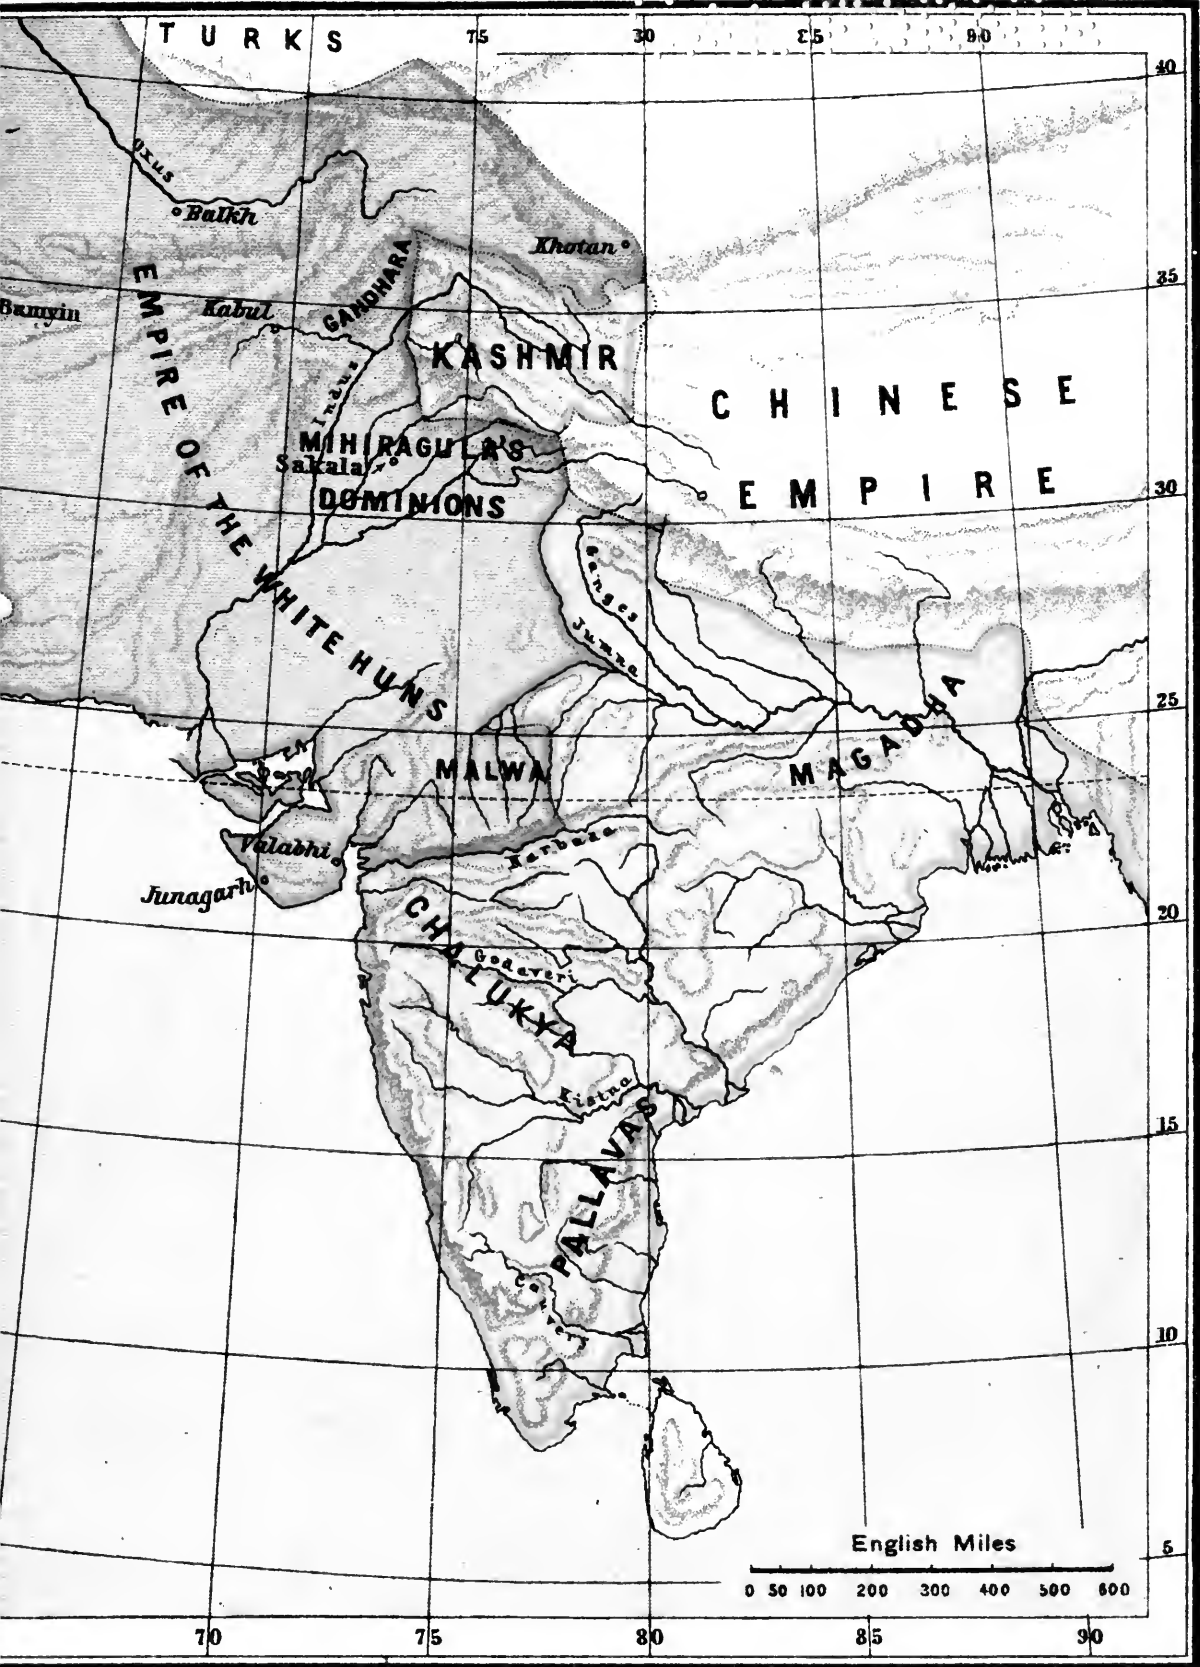 TURKS
75 80 85 90
40
Oxus
Balkh
Khotan
GANDHARA
35
Bamyin
Kabul
KASHMIR
EMPIRE OF THE WHITE HUNS
Indus
CHINESE
MIHIRAGULA'S
Sakala
DOMINIONS
EMPIRE
30
Ganges
Jumna
25
MAGADHA
MALWA
Valabhi
Narbada
Junagarh
20
CHALUKYA
Godaveri
Kistna
15
PALLAVAS
Cauvery
10
English Miles
5
0 50 100 200 300 400 500 600
70 75 80 85 90